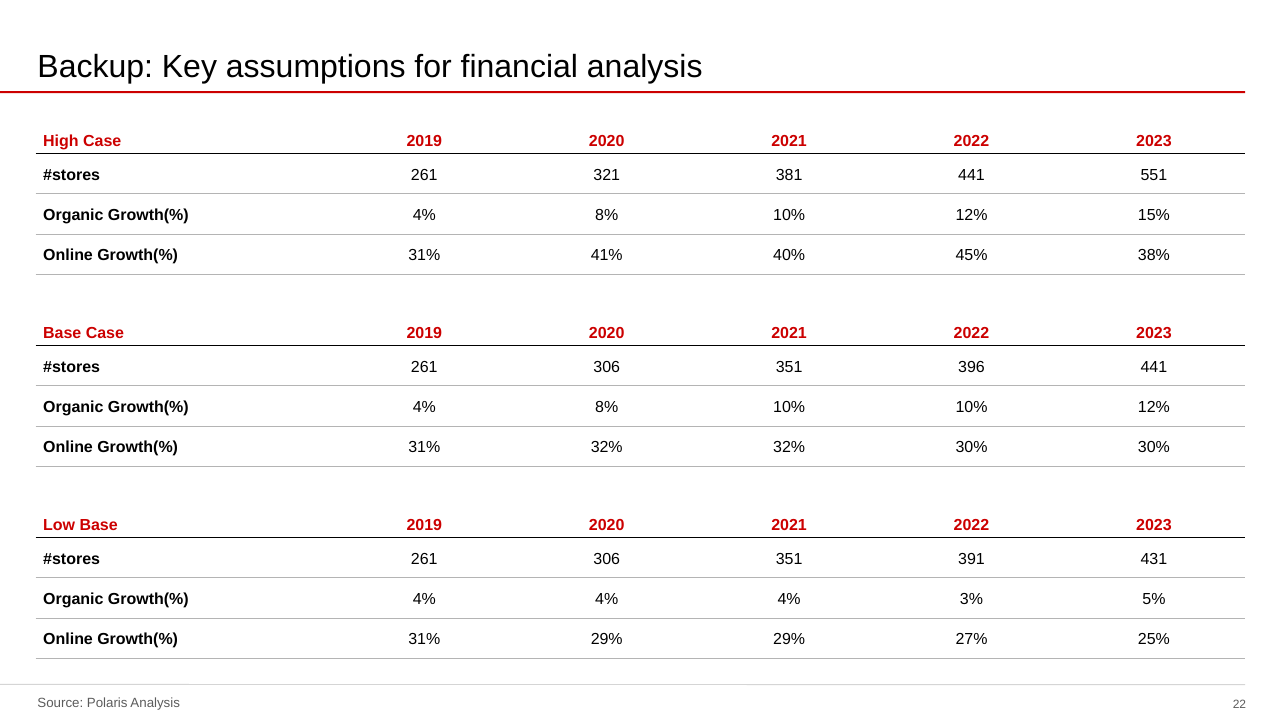 Backup: Key assumptions for financial analysis
High Case 2019 2020 2021 2022 2023
#stores 261 321 381 441 551
Organic Growth(%) 4% 8% 10% 12% 15%
Online Growth(%) 31% 41% 40% 45% 38%
Base Case 2019 2020 2021 2022 2023
#stores 261 306 351 396 441
Organic Growth(%) 4% 8% 10% 10% 12%
Online Growth(%) 31% 32% 32% 30% 30%
Low Base 2019 2020 2021 2022 2023
#stores 261 306 351 391 431
Organic Growth(%) 4% 4% 4% 3% 5%
Online Growth(%) 31% 29% 29% 27% 25%
Source: Polaris Analysis
22